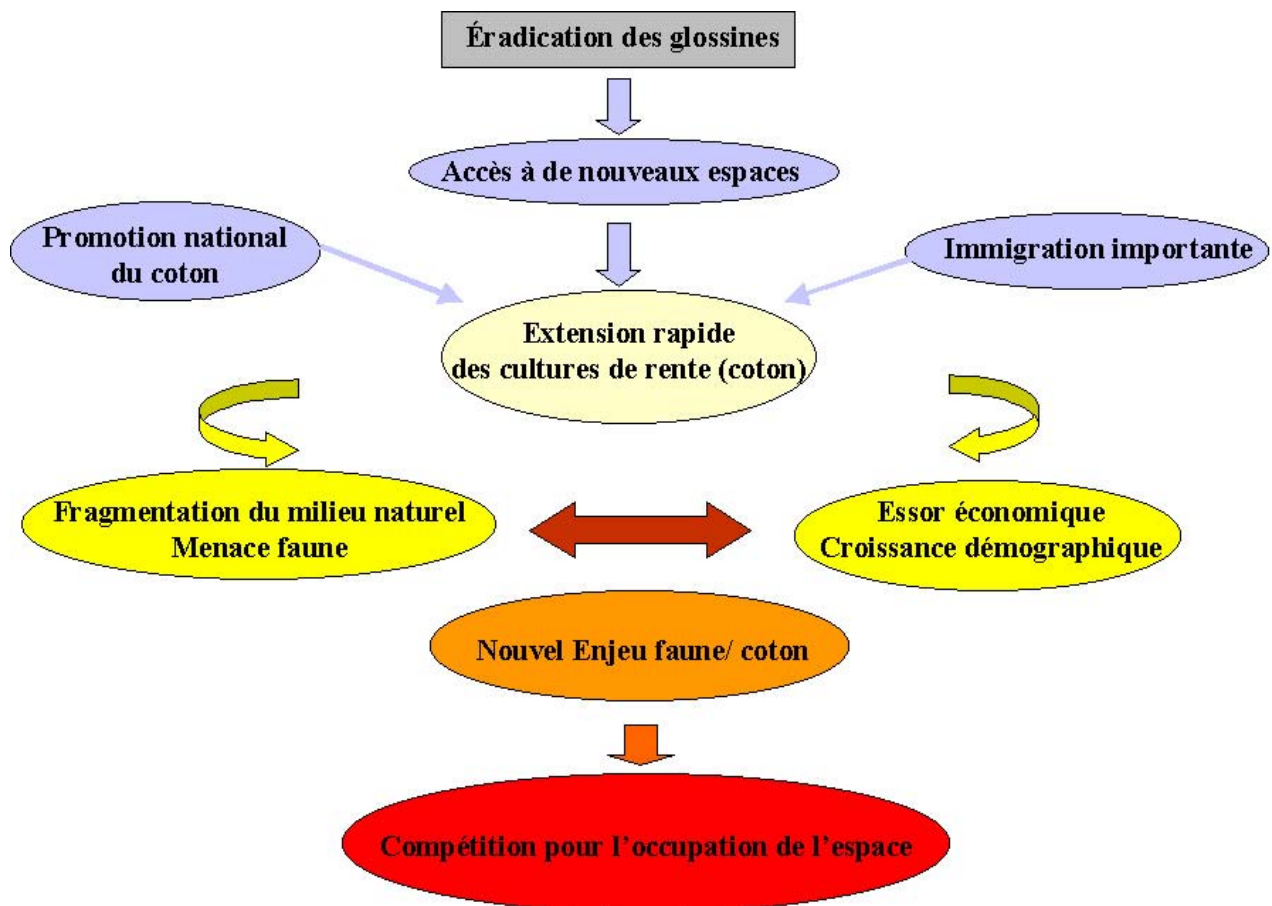 Éradication des glossines
Accès à de nouveaux espaces
Promotion national
du coton
Immigration importante
Extension rapide
des cultures de rente (coton)
Fragmentation du milieu naturel
Menace faune
Essor économique
Croissance démographique
Nouvel Enjeu faune/ coton
Compétition pour l’occupation de l’espace